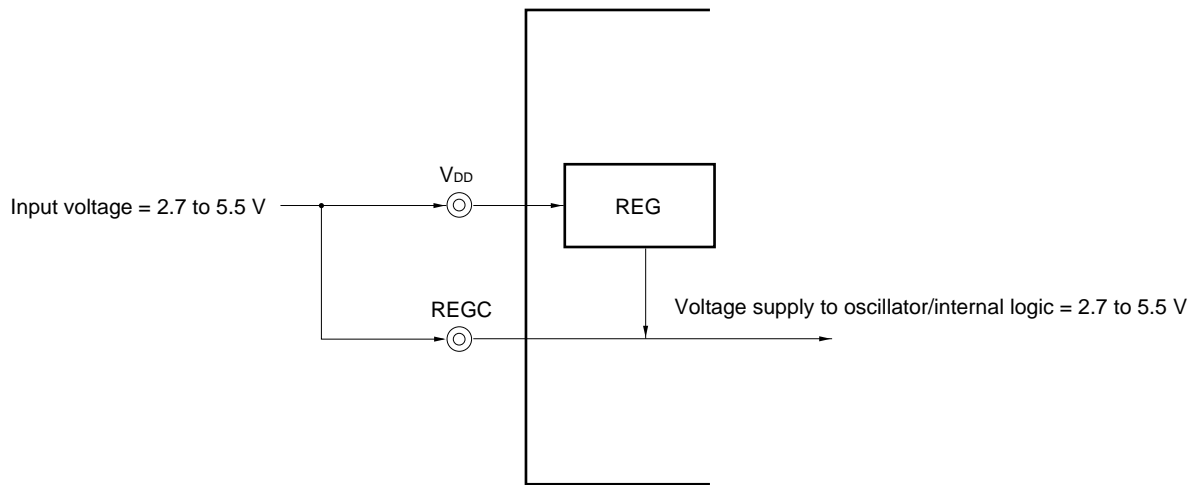 VDD
Input voltage = 2.7 to 5.5 V
REG
REGC
Voltage supply to oscillator/internal logic = 2.7 to 5.5 V